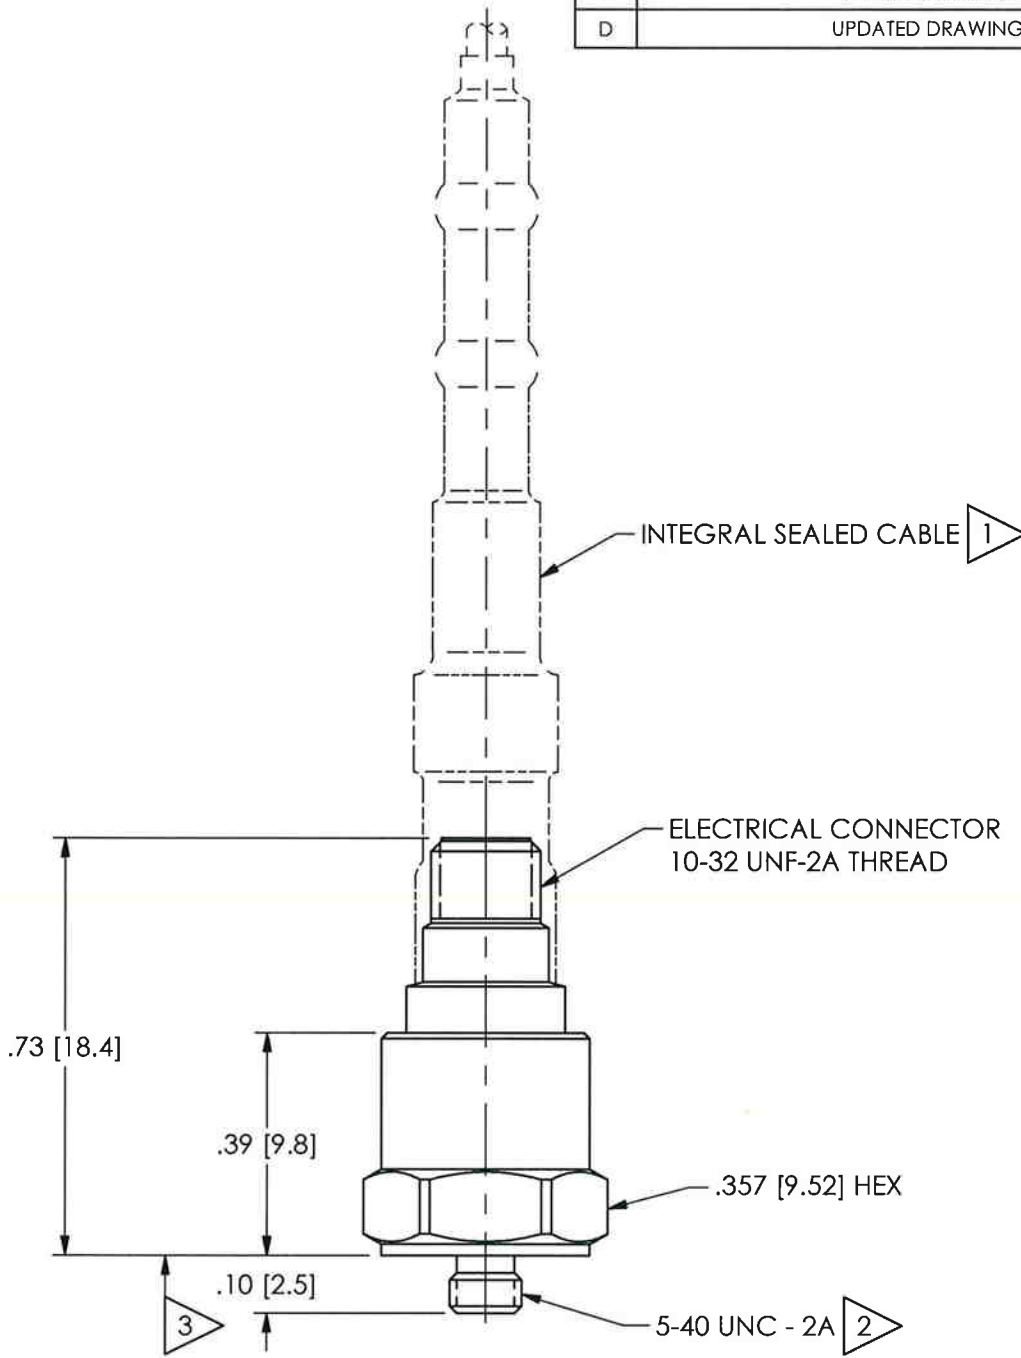 D UPDATED DRAWING
INTEGRAL SEALED CABLE 1
ELECTRICAL CONNECTOR
10-32 UNF-2A THREAD
.73 [18.4]
.39 [9.8]
.357 [9.52] HEX
.10 [2.5]
3
5-40 UNC - 2A 2